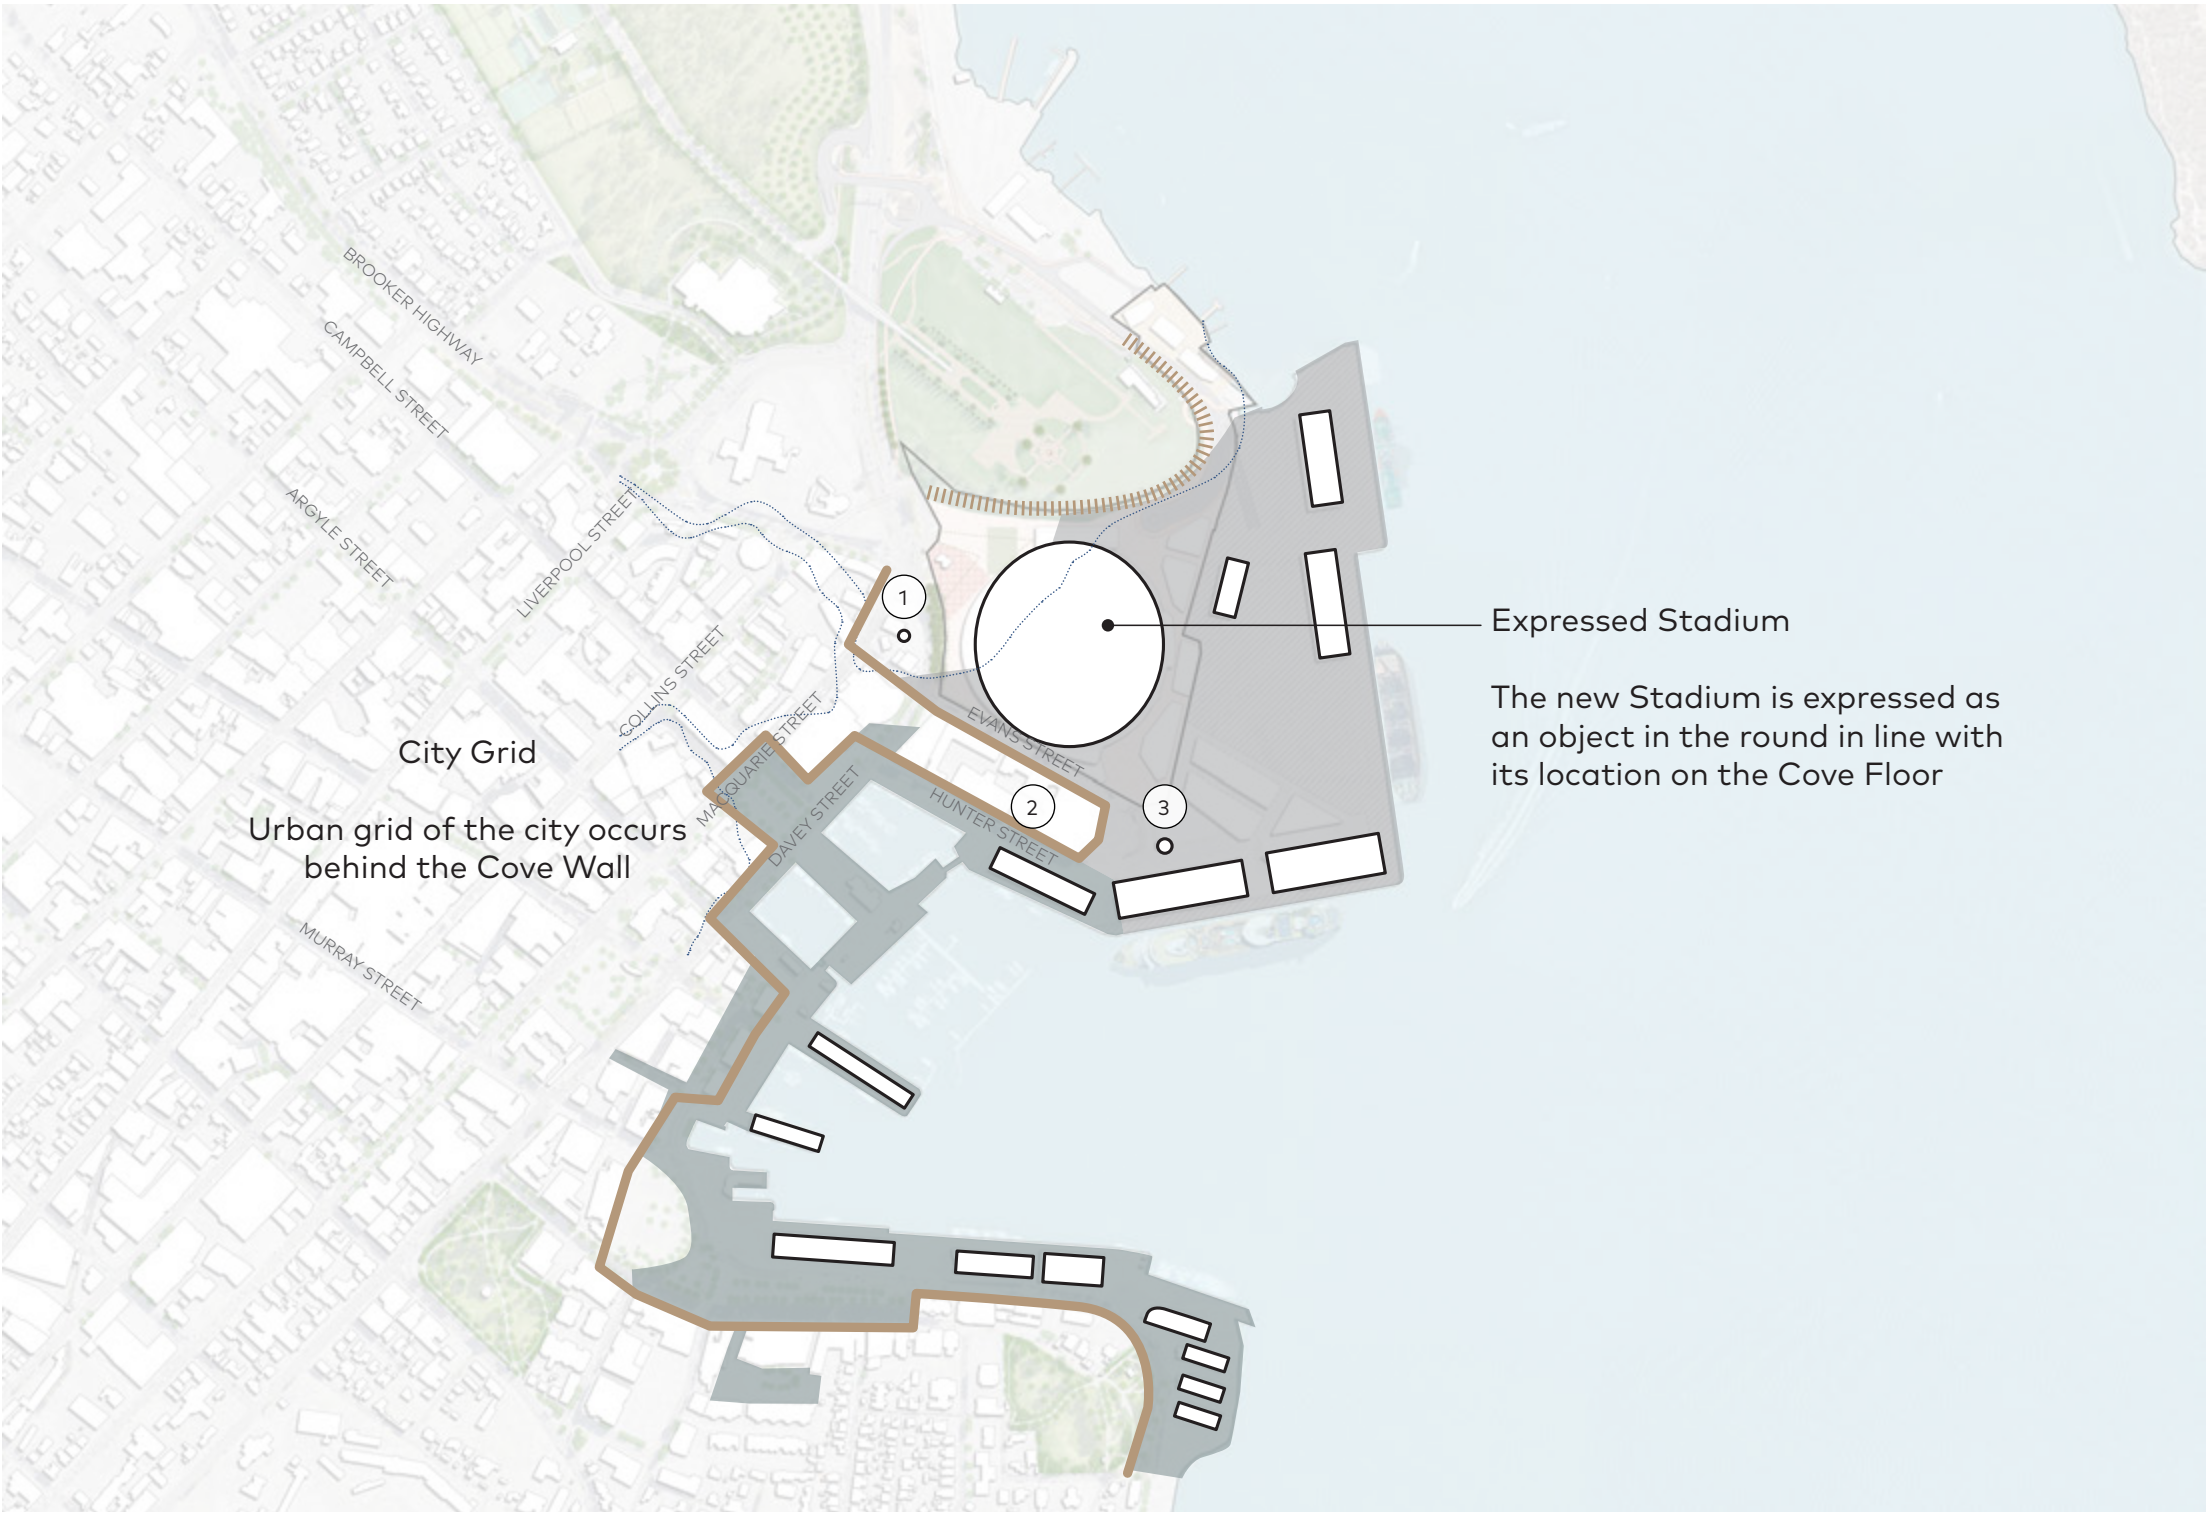 BROOKER HIGHWAY
CAMPBELL STREET
ARGYLE STREET
LIVERPOOL STREET
1
Expressed Stadium
COLLINS STREET
The new Stadium is expressed as
an object in the round in line with
its location on the Cove Floor
MACQUARIE STREET
EVANS STREET
City Grid
DAVEY STREET
HUNTER STREET
2
3
Urban grid of the city occurs
behind the Cove Wall
MURRAY STREET